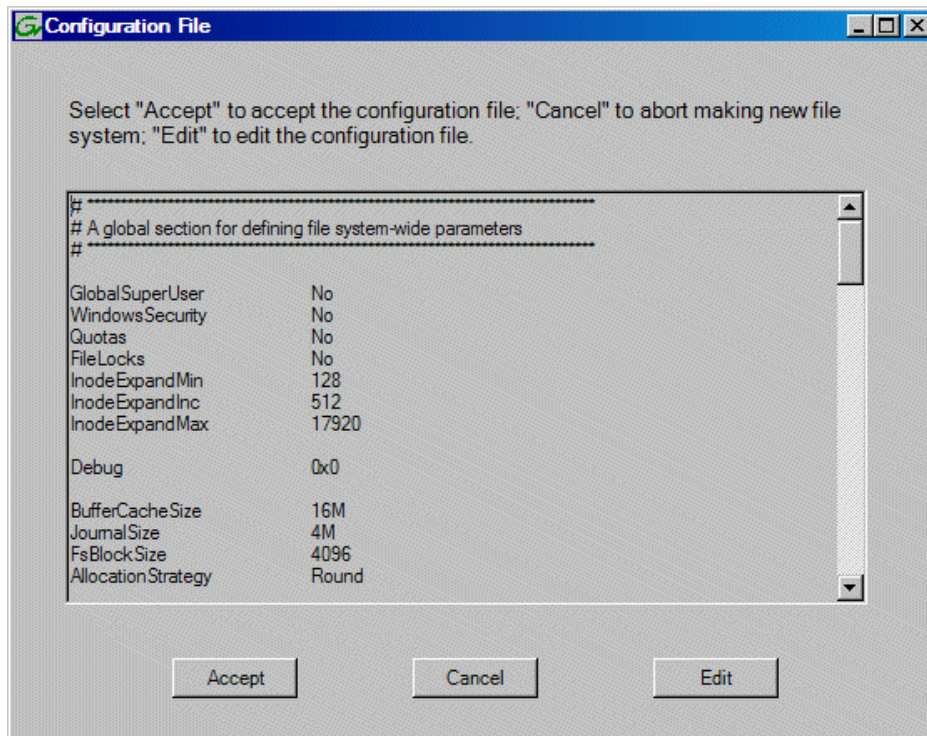 Configuration File
Select "Accept" to accept the configuration file; "Cancel" to abort making new file
system; "Edit" to edit the configuration file.
# ******************************************************************************
# A global section for defining file system-wide parameters
# ******************************************************************************
GlobalSuperUser No
WindowsSecurity No
Quotas No
FileLocks No
InodeExpandMin 128
InodeExpandInc 512
InodeExpandMax 17920
Debug 0x0
BufferCacheSize 16M
JournalSize 4M
FsBlockSize 4096
AllocationStrategy Round
Accept Cancel Edit